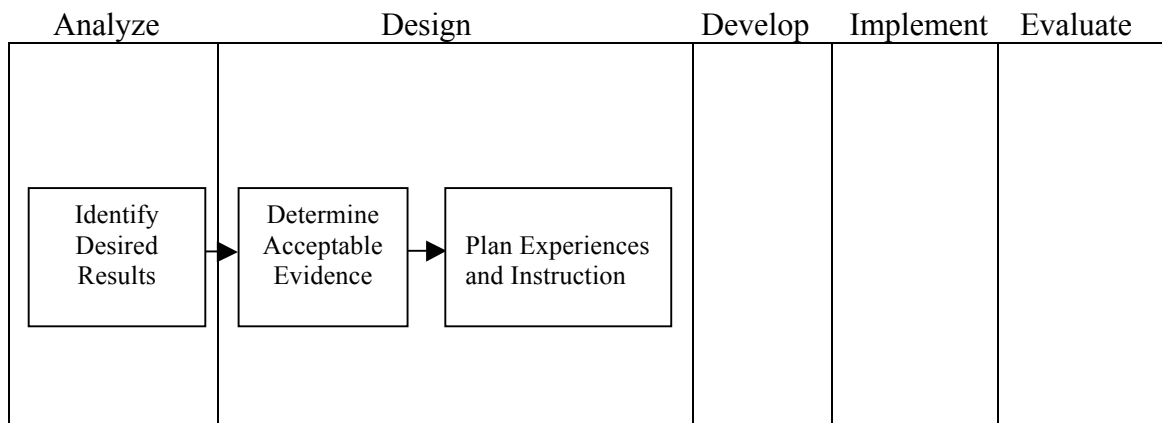 Analyze Design Develop Implement Evaluate
Identify
Desired
Results
Determine
Acceptable
Evidence
Plan Experiences
and Instruction